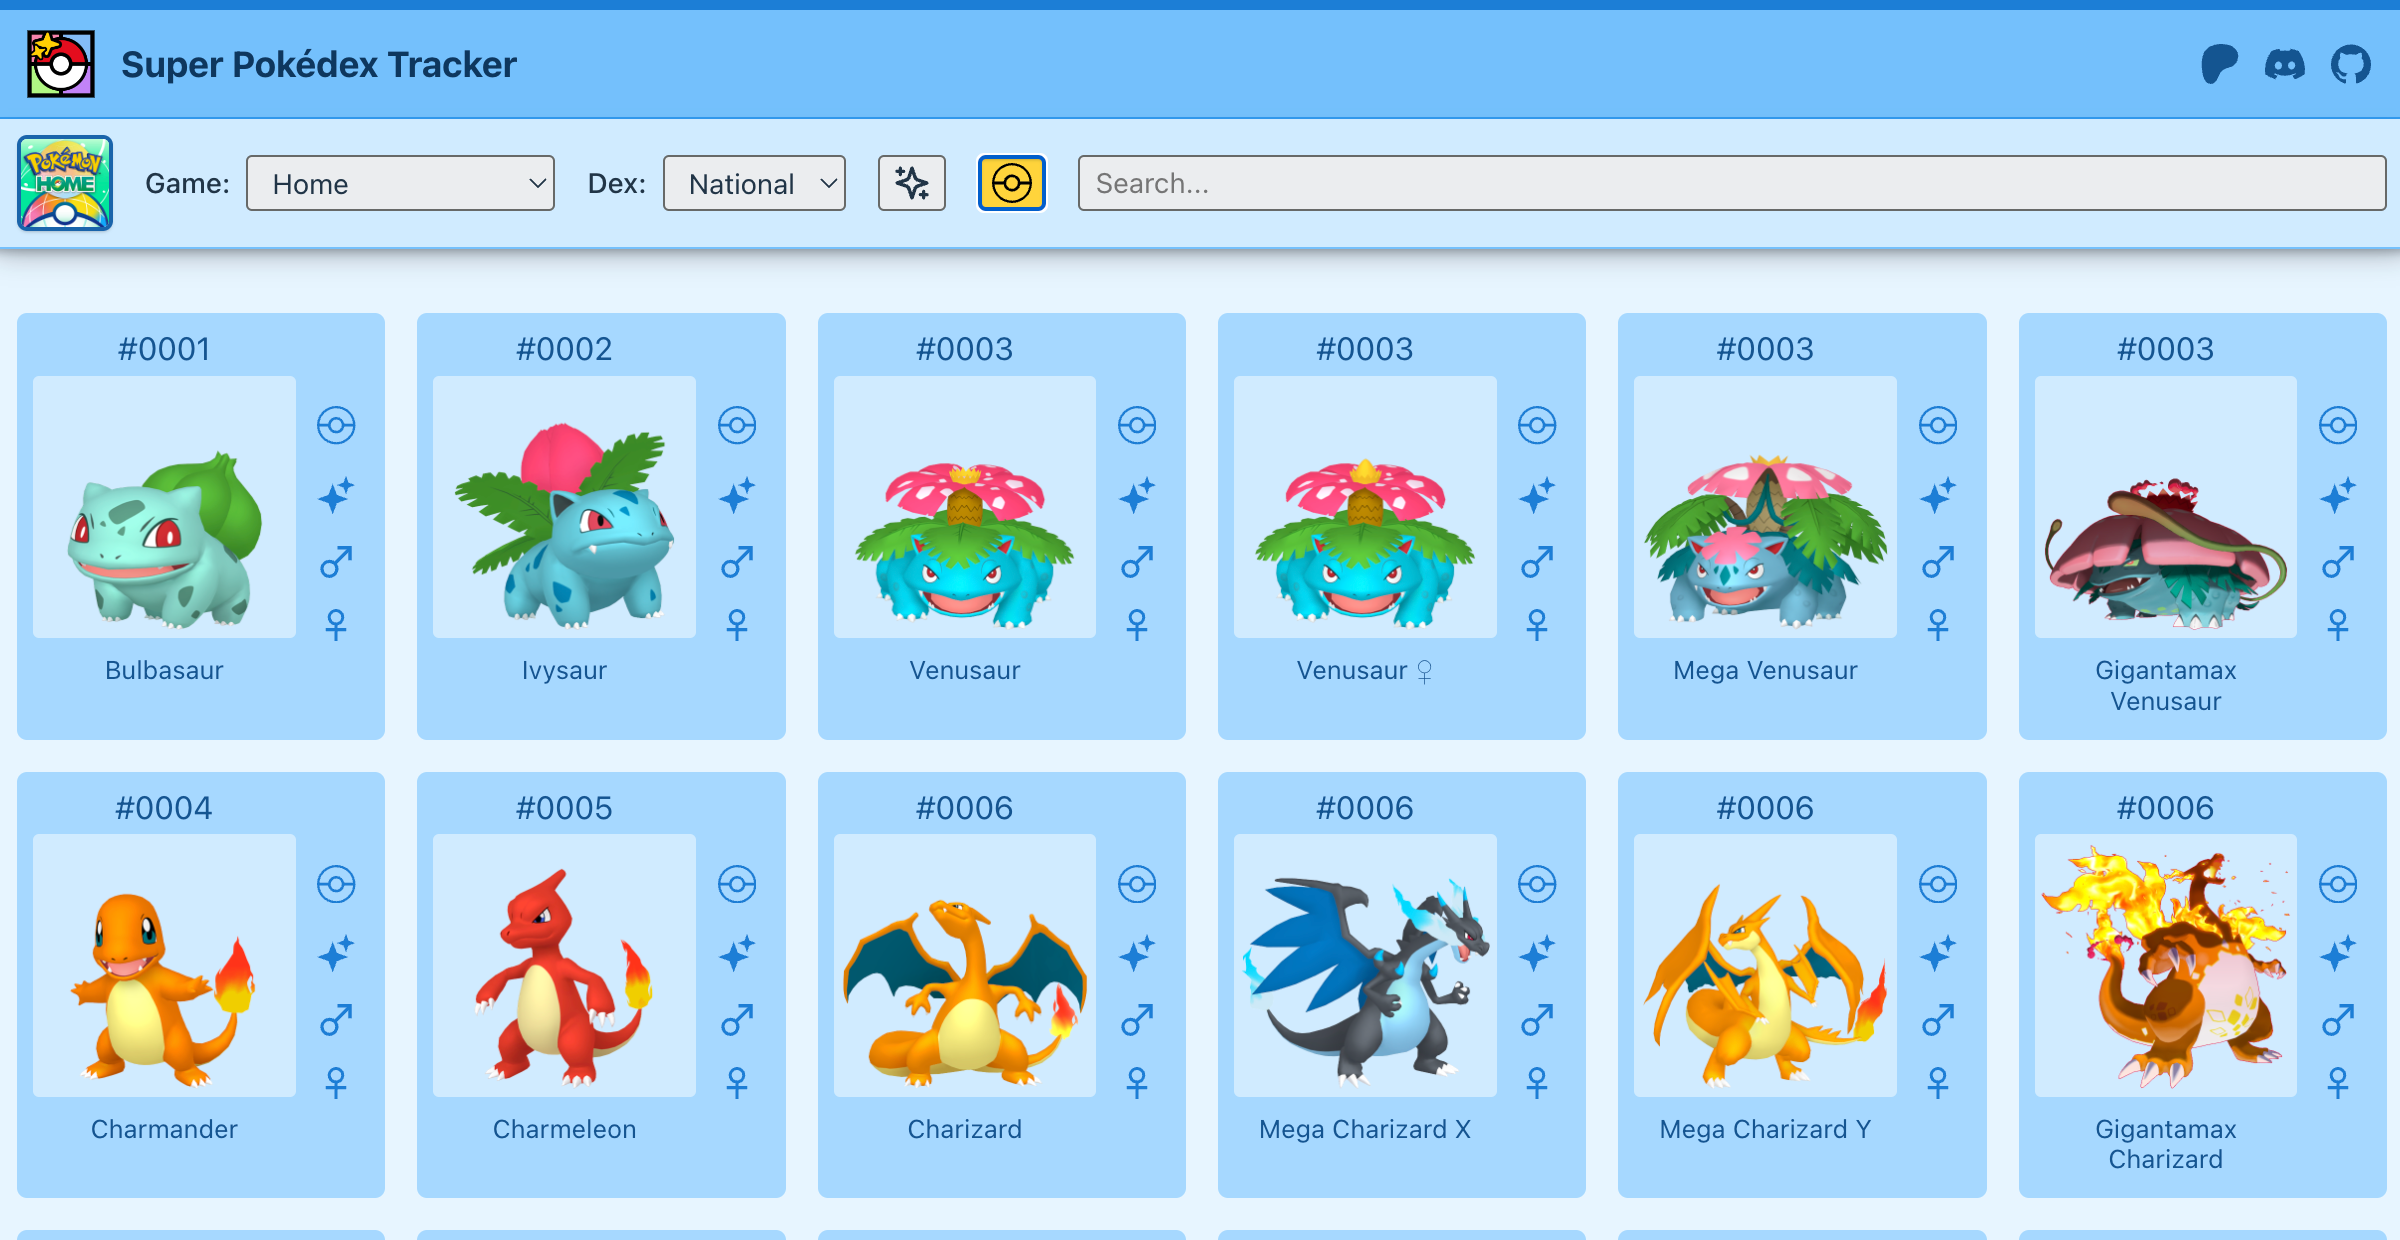 Super Pokédex Tracker
Pokémon
HOME
Game: Home Dex: National Search...
#0001 #0002 #0003 #0003 #0003 #0003
Bulbasaur Ivysaur Venusaur Venusaur ♀ Mega Venusaur Gigantamax
Venusaur
#0004 #0005 #0006 #0006 #0006 #0006
Charmander Charmeleon Charizard Mega Charizard X Mega Charizard Y Gigantamax
Charizard